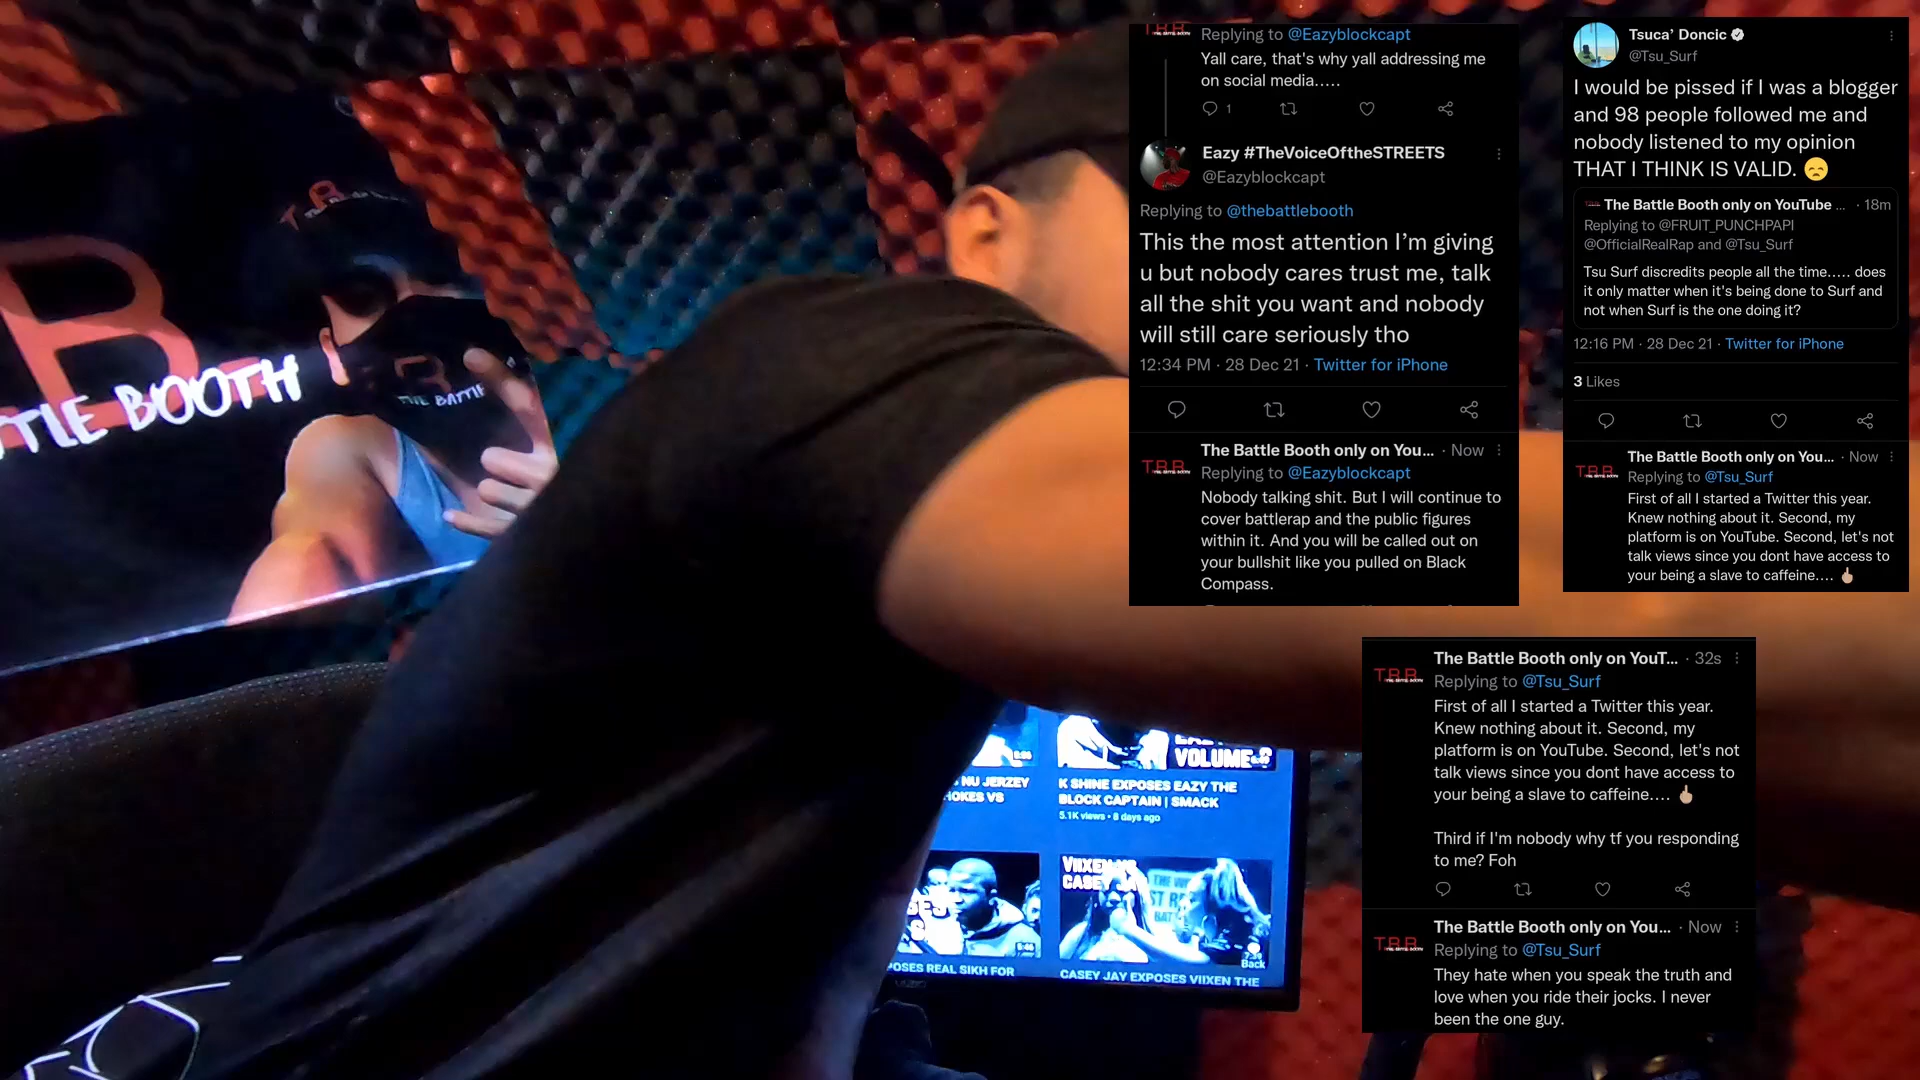 TTLE BOOTH
T.B.B
Replying to @Eazyblockcapt
Yall care, that's why yall addressing me
on social media.....
1
Eazy #TheVoiceOftheSTREETS
@Eazyblockcapt
Replying to @thebattlebooth
This the most attention I'm giving
u but nobody cares trust me, talk
all the shit you want and nobody
will still care seriously tho
12:34 PM · 28 Dec 21 · Twitter for iPhone
The Battle Booth only on You... · Now
T.B.B
Replying to @Eazyblockcapt
Nobody talking shit. But I will continue to
cover battlerap and the public figures
within it. And you will be called out on
your bullshit like you pulled on Black
Compass.
Tsuca' Doncic
@Tsu_Surf
I would be pissed if I was a blogger
and 98 people followed me and
nobody listened to my opinion
THAT I THINK IS VALID. 😞
The Battle Booth only on YouTube ... · 18m
Replying to @FRUIT_PUNCHPAPI
@OfficialRealRap and @Tsu_Surf
Tsu Surf discredits people all the time..... does
it only matter when it's being done to Surf and
not when Surf is the one doing it?
12:16 PM · 28 Dec 21 · Twitter for iPhone
3 Likes
The Battle Booth only on You... · Now
T.B.B
Replying to @Tsu_Surf
First of all I started a Twitter this year.
Knew nothing about it. Second, my
platform is on YouTube. Second, let's not
talk views since you dont have access to
your being a slave to caffeine.... 🖕🏼
The Battle Booth only on YouT... · 32s
T.B.B
Replying to @Tsu_Surf
First of all I started a Twitter this year.
Knew nothing about it. Second, my
platform is on YouTube. Second, let's not
talk views since you dont have access to
your being a slave to caffeine.... 🖕🏼
Third if I'm nobody why tf you responding
to me? Foh
The Battle Booth only on You... · Now
T.B.B
Replying to @Tsu_Surf
They hate when you speak the truth and
love when you ride their jocks. I never
been the one guy.
VOLUME
NU JERZEY
VS
K SHINE EXPOSES EAZY THE
BLOCK CAPTAIN | SMACK
5.1K views • 8 days ago
VIIXEN VS
CASEY JAY
Back
POSES REAL SIKH FOR
CASEY JAY EXPOSES VIIXEN THE